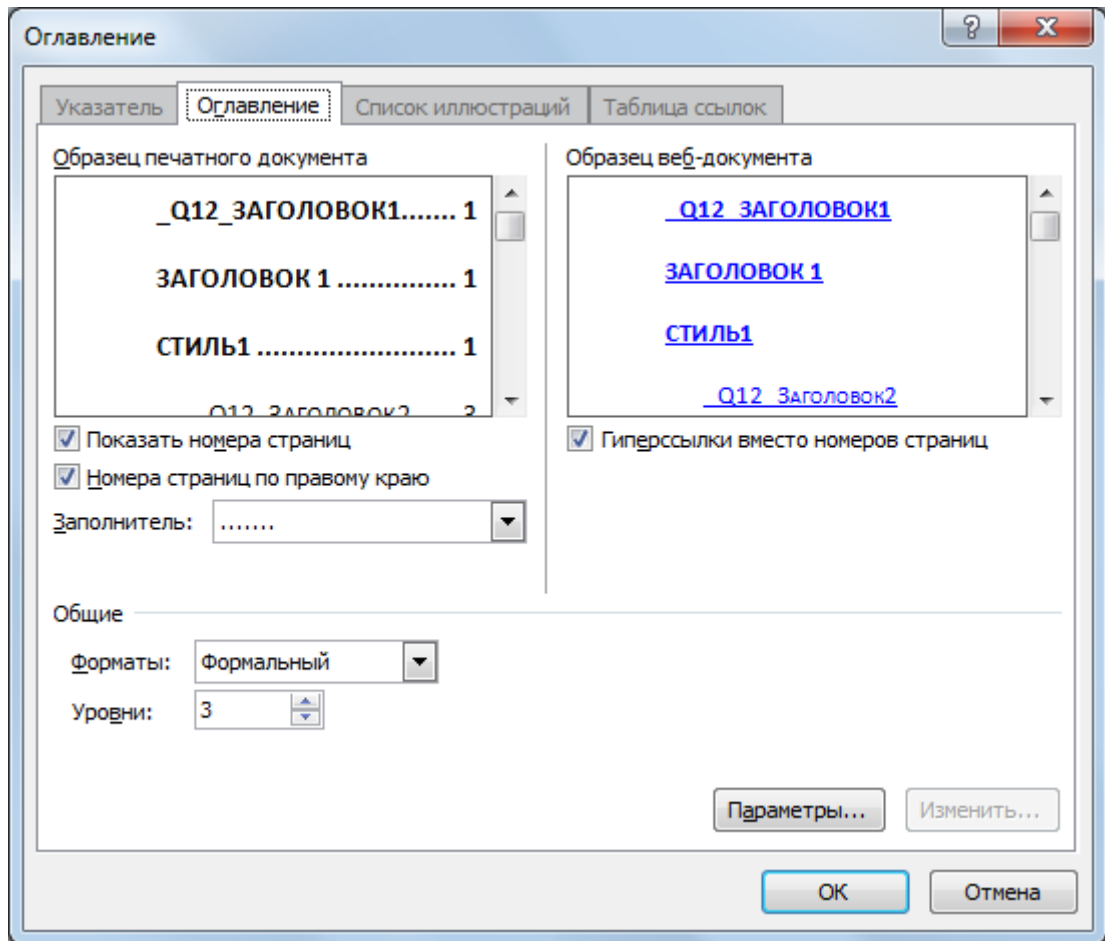 Оглавление
Указатель Оглавление Список иллюстраций Таблица ссылок
Образец печатного документа
_Q12_ЗАГОЛОВОК1....... 1
ЗАГОЛОВОК 1 ............... 1
СТИЛЬ1 ......................... 1
_Q12_Заголовок2 3
Показать номера страниц
Номера страниц по правому краю
Заполнитель: .......
Образец веб-документа
_Q12_ЗАГОЛОВОК1
ЗАГОЛОВОК 1
СТИЛЬ1
_Q12_Заголовок2
Гиперссылки вместо номеров страниц
Общие
Форматы: Формальный
Уровни: 3
Параметры... Изменить...
ОК Отмена